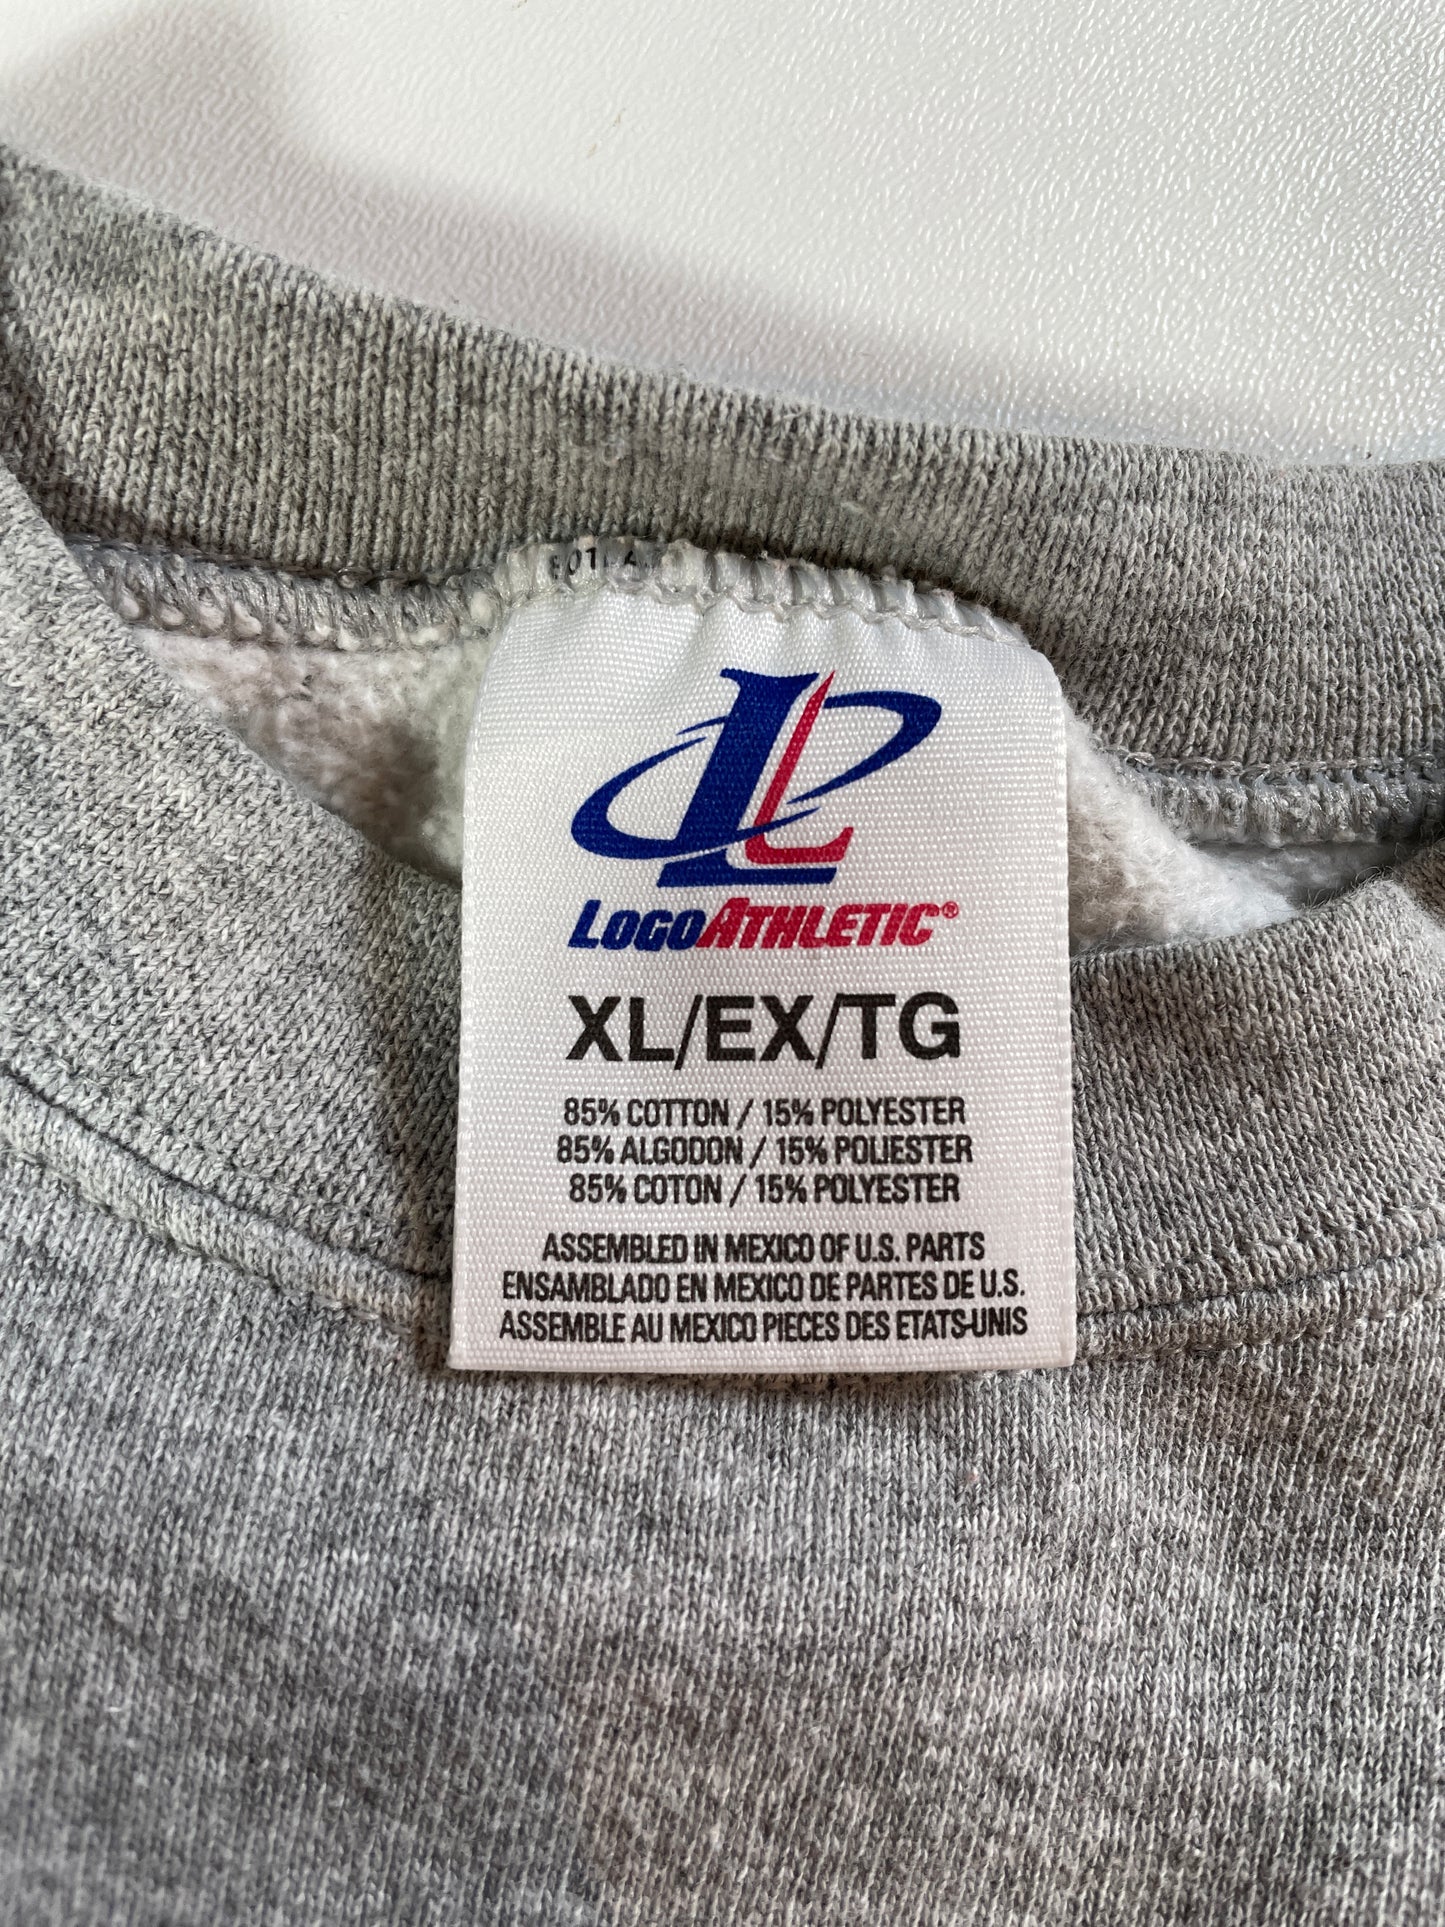 LOGOATHLETIC®
XL/EX/TG
85% COTTON / 15% POLYESTER
85% ALGODON / 15% POLIESTER
85% COTON / 15% POLYESTER
ASSEMBLED IN MEXICO OF U.S. PARTS
ENSAMBLADO EN MEXICO DE PARTES DE U.S.
ASSEMBLE AU MEXICO PIECES DES ETATS-UNIS